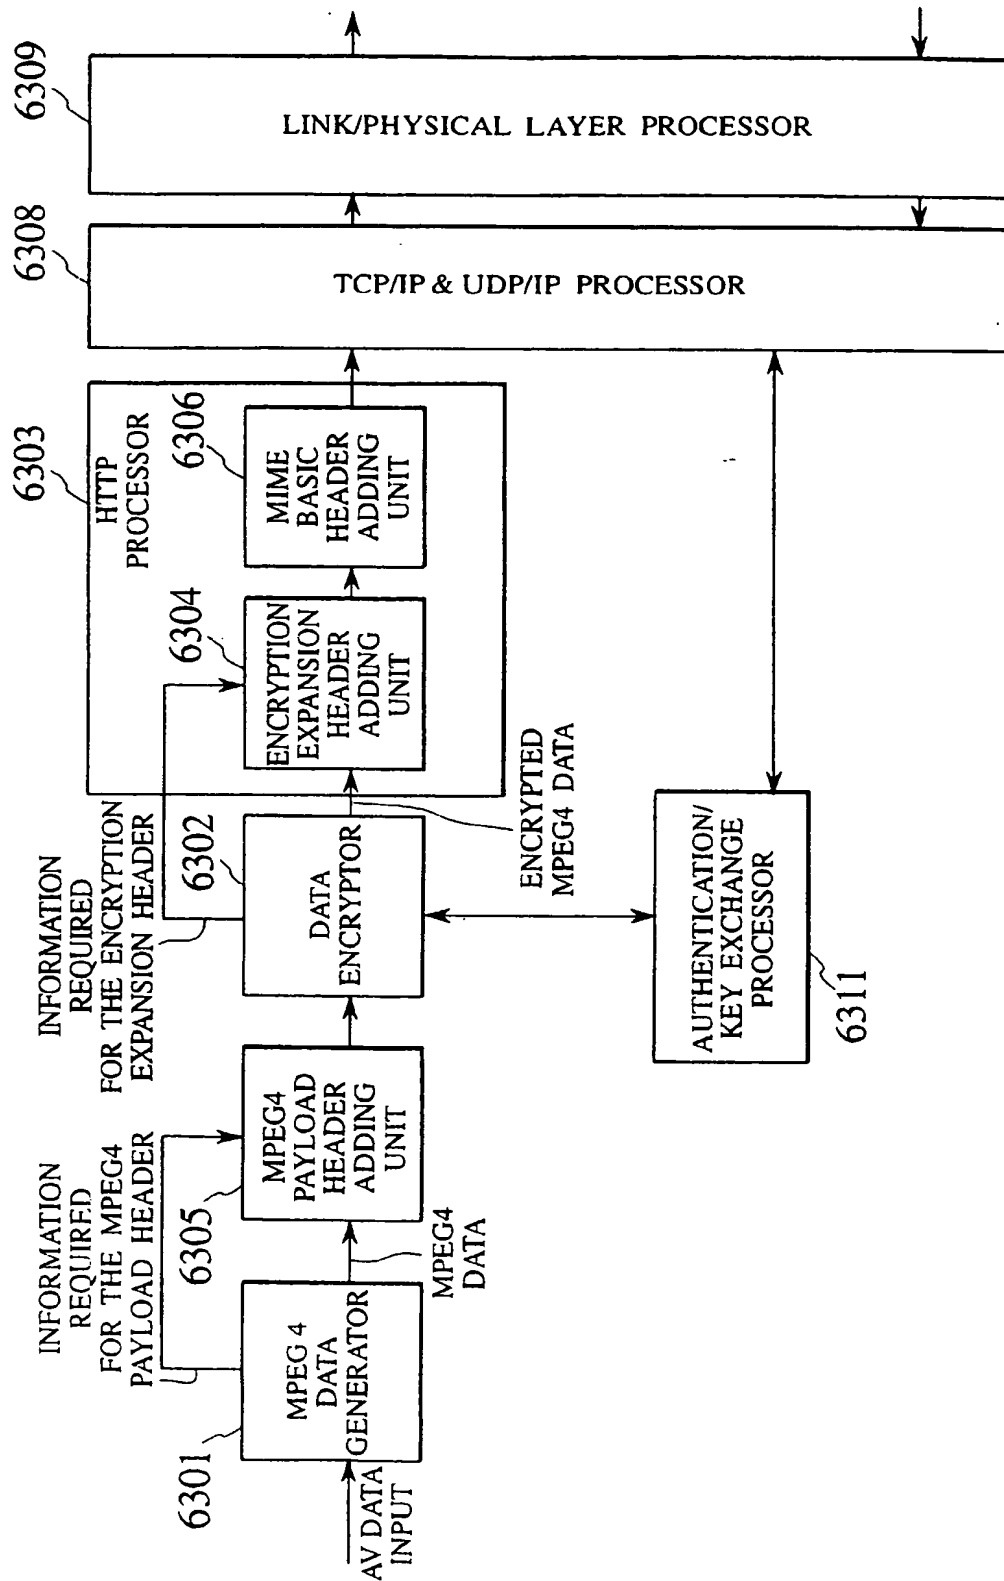 AV DATA
INPUT
6301
MPEG 4
DATA
GENERATOR
INFORMATION
REQUIRED
FOR THE MPEG4
PAYLOAD HEADER
MPEG4
DATA
6305
MPEG4
PAYLOAD
HEADER
ADDING
UNIT
INFORMATION
REQUIRED
FOR THE ENCRYPTION
EXPANSION HEADER
6302
DATA
ENCRYPTOR
ENCRYPTED
MPEG4 DATA
6303
HTTP
PROCESSOR
6304
ENCRYPTION
EXPANSION
HEADER
ADDING
UNIT
6306
MIME
BASIC
HEADER
ADDING
UNIT
6308
TCP/IP & UDP/IP PROCESSOR
6309
LINK/PHYSICAL LAYER PROCESSOR
AUTHENTICATION/
KEY EXCHANGE
PROCESSOR
6311